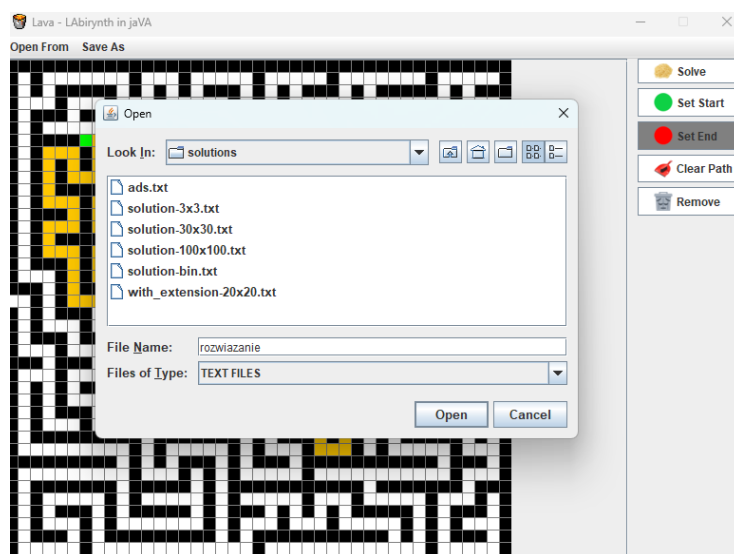 Lava - LAbirynth in jaVA
Open From Save As
Solve
Set Start
Set End
Clear Path
Remove
Open
Look In: solutions
ads.txt
solution-3x3.txt
solution-30x30.txt
solution-100x100.txt
solution-bin.txt
with_extension-20x20.txt
File Name: rozwiazanie
Files of Type: TEXT FILES
Open Cancel